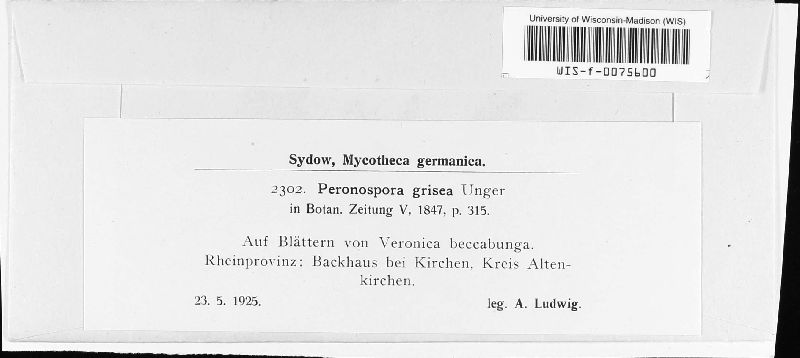 University of Wisconsin-Madison (WIS)
WIS-f-0075600
Sydow, Mycotheca germanica.
2302. Peronospora grisea Unger
in Botan. Zeitung V, 1847, p. 315.
Auf Blättern von Veronica beccabunga.
Rheinprovinz: Backhaus bei Kirchen, Kreis Alten-
kirchen.
23. 5. 1925. leg. A. Ludwig.